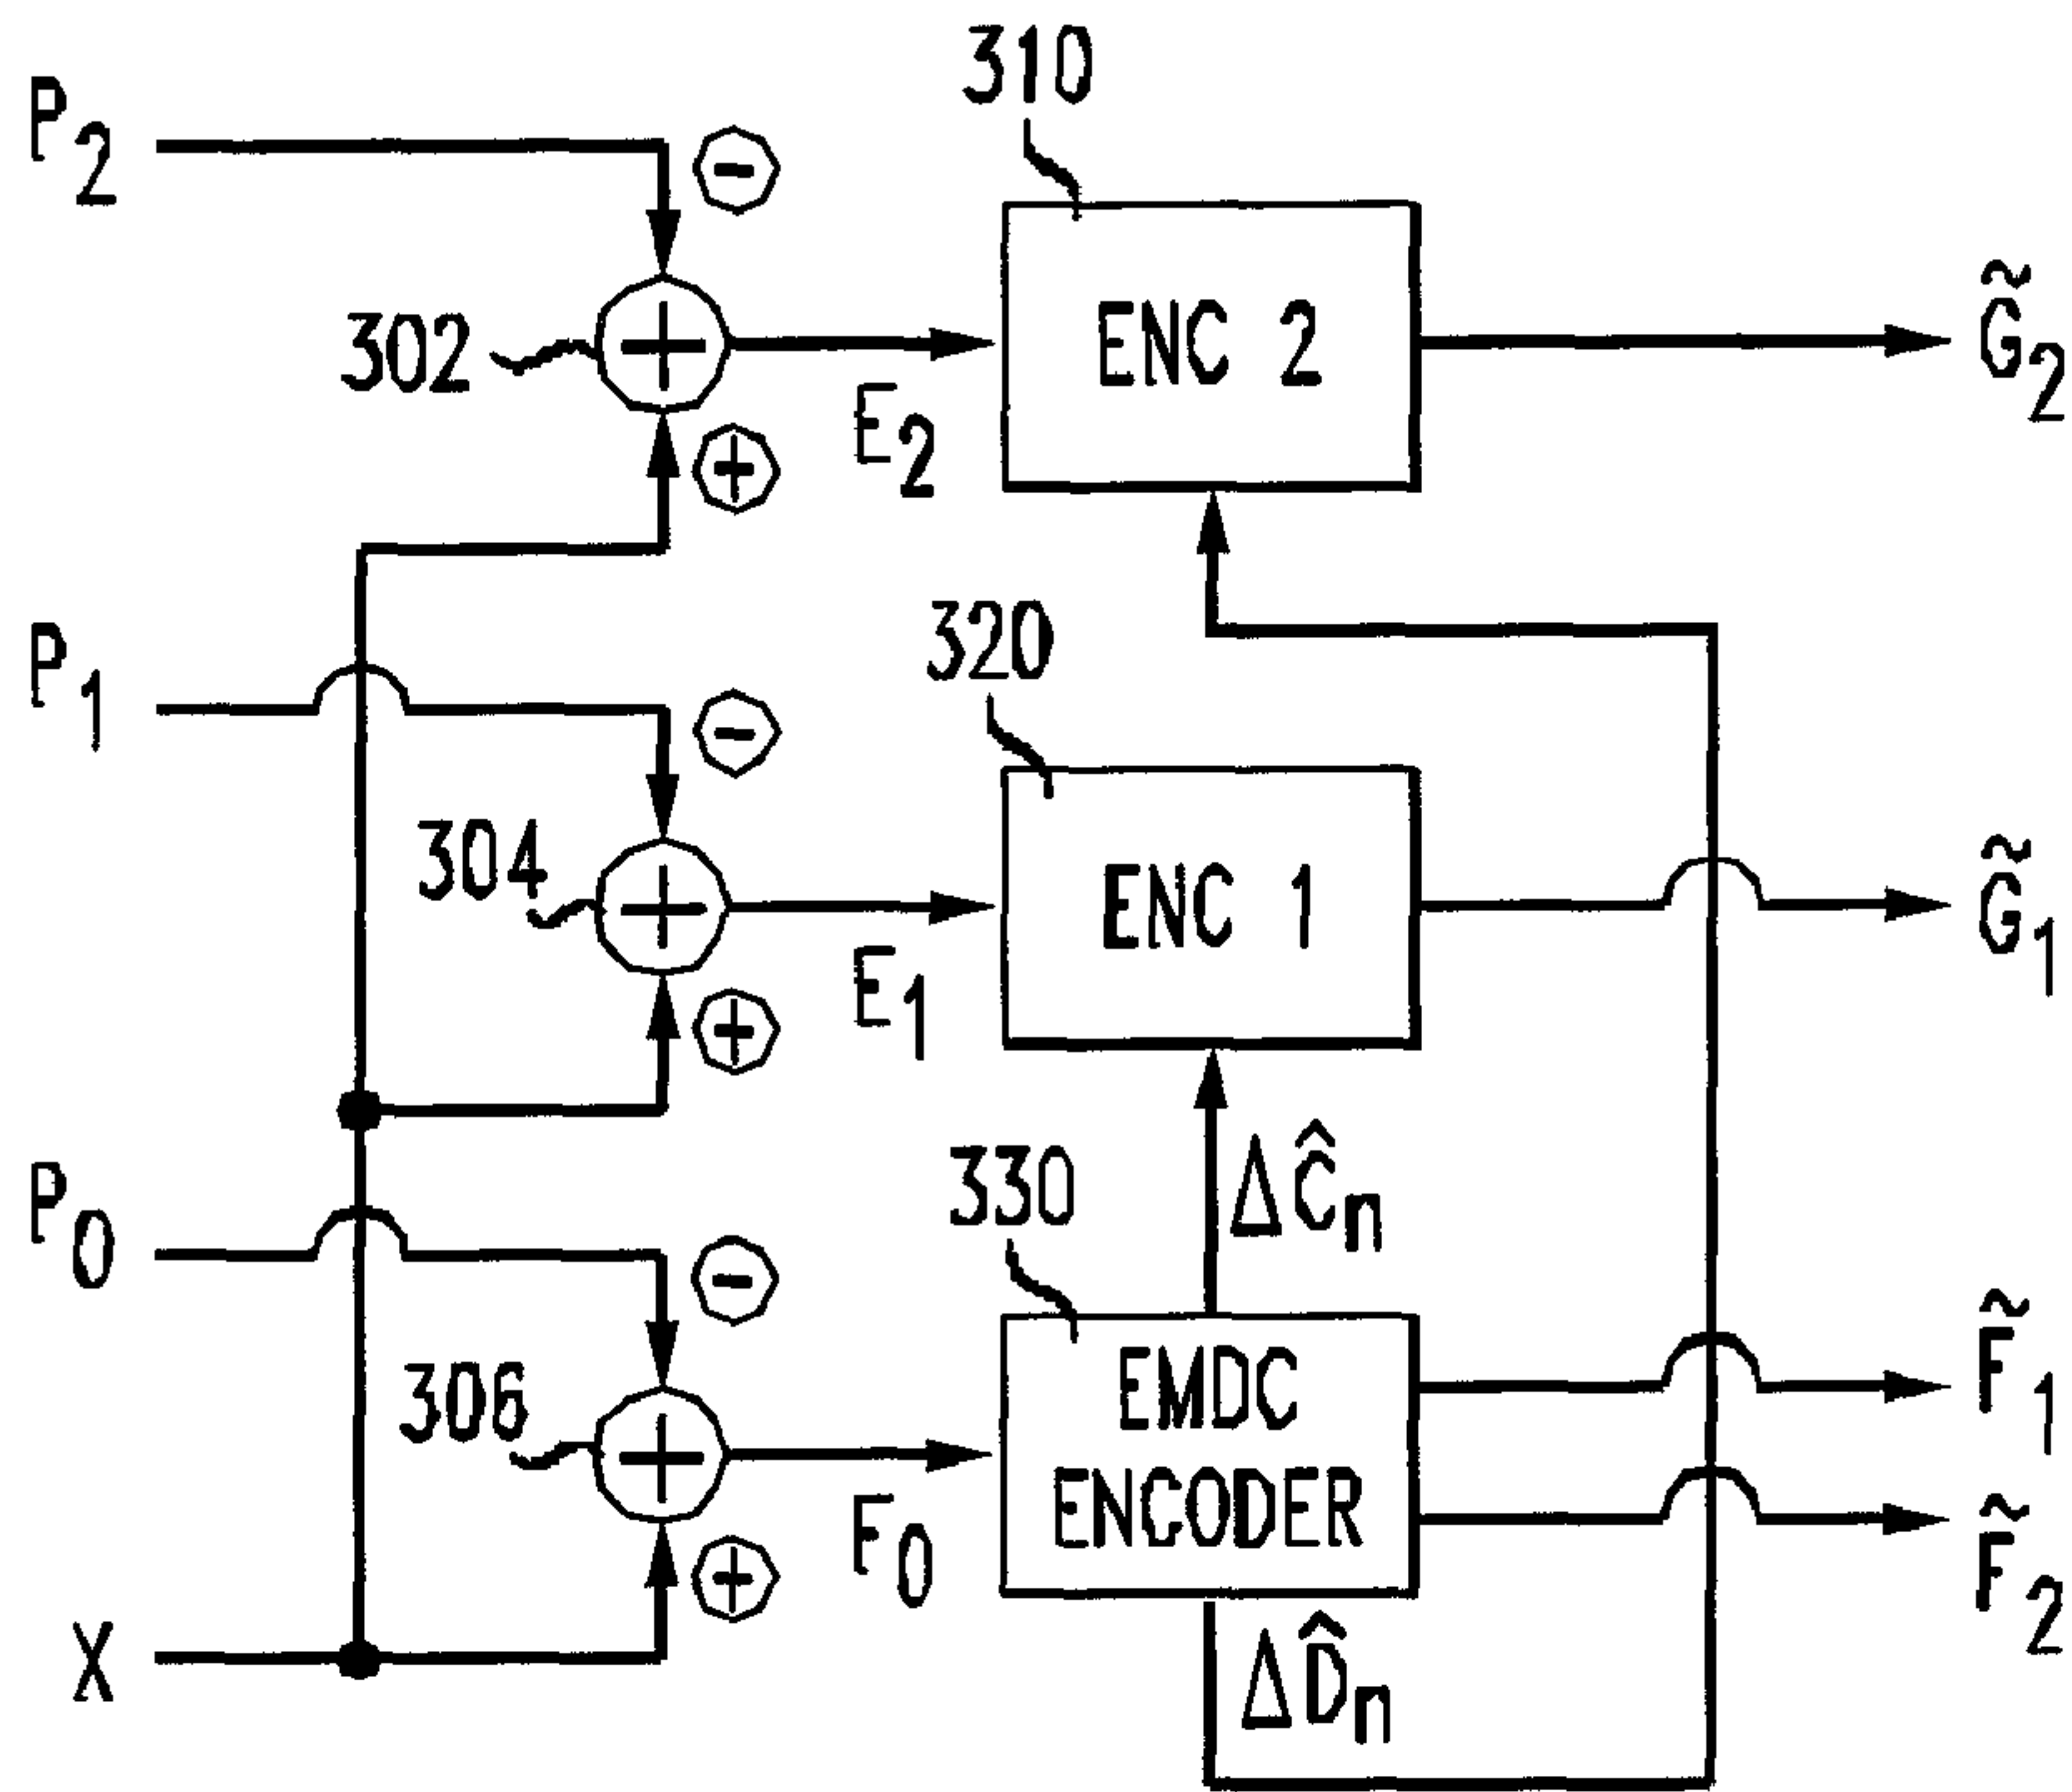 310
P2
−
302
+
ENC 2
G̃2
E2
+
P1
320
−
304
+
ENC 1
G̃1
E1
+
P0
330
ΔĈn
−
306
+
EMDC
ENCODER
F̃1
F0
F̃2
+
X
ΔD̂n